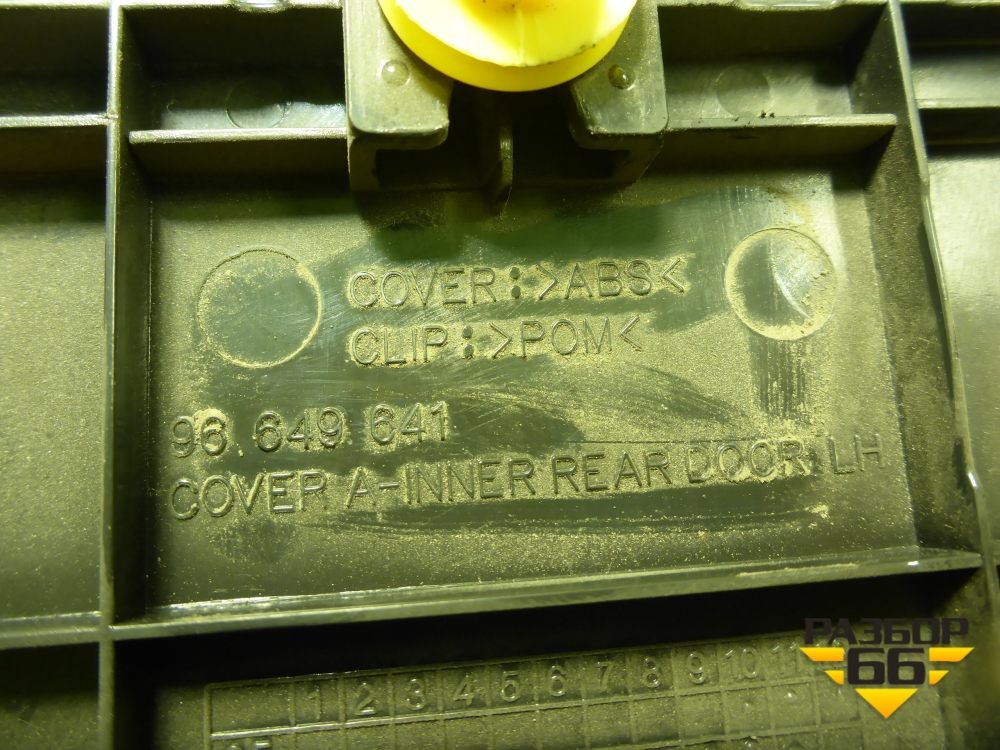 COVER:>ABS<
CLIP:>POM<
96.649 641
COVER A-INNER REAR DOOR, LH
1 2 3 4 5 6 7 8 9 10
РАЗБОР
66